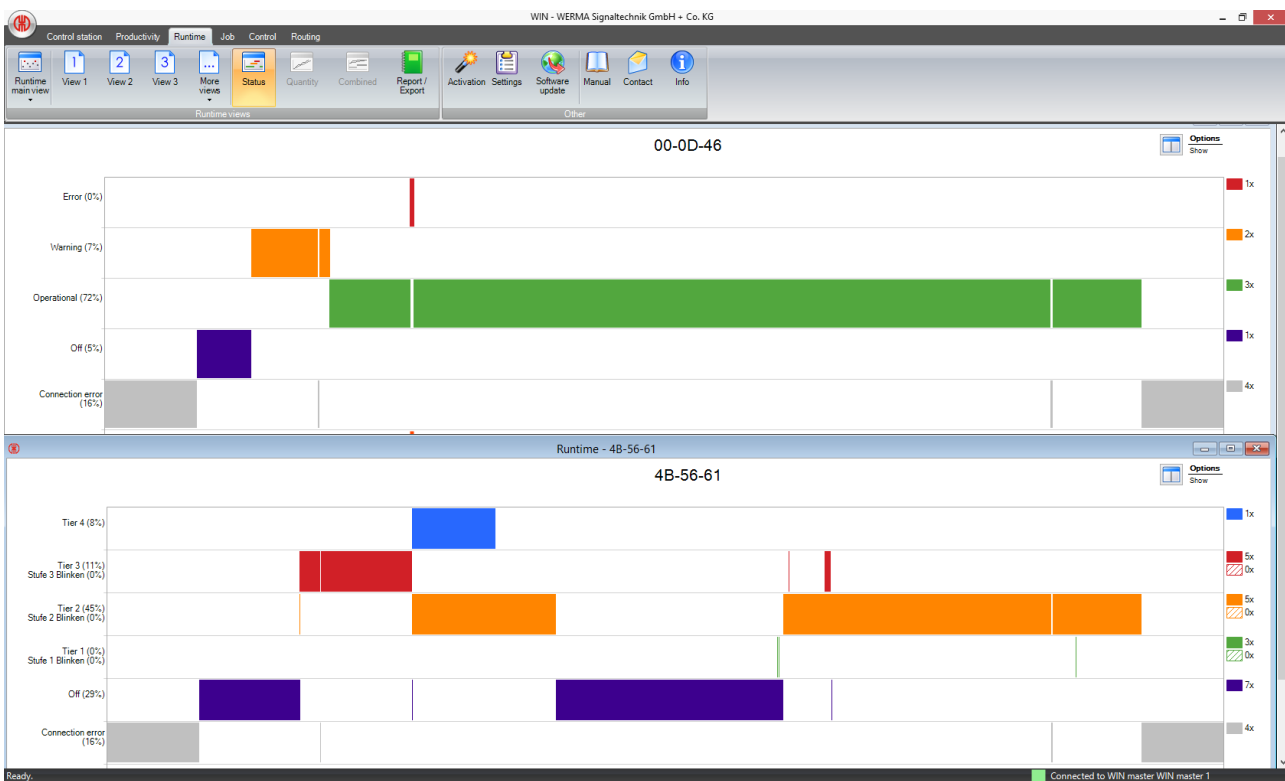 WIN - WERMA Signaltechnik GmbH + Co. KG
Control station Productivity Runtime Job Control Routing
Runtime main view
1 View 1
2 View 2
3 View 3
... More views
Status
Quantity
Combined
Report / Export
Activation
Settings
Software update
Manual
Contact
Info
Runtime views
Other
00-0D-46
Options
Show
Error (0%)
1x
Warning (7%)
2x
Operational (72%)
3x
Off (5%)
1x
Connection error
(16%)
4x
Runtime - 4B-56-61
4B-56-61
Options
Show
Tier 4 (8%)
1x
Tier 3 (11%)
Stufe 3 Blinken (0%)
5x
0x
Tier 2 (45%)
Stufe 2 Blinken (0%)
5x
0x
Tier 1 (0%)
Stufe 1 Blinken (0%)
3x
0x
Off (29%)
7x
Connection error
(16%)
4x
Ready.
Connected to WIN master WIN master 1